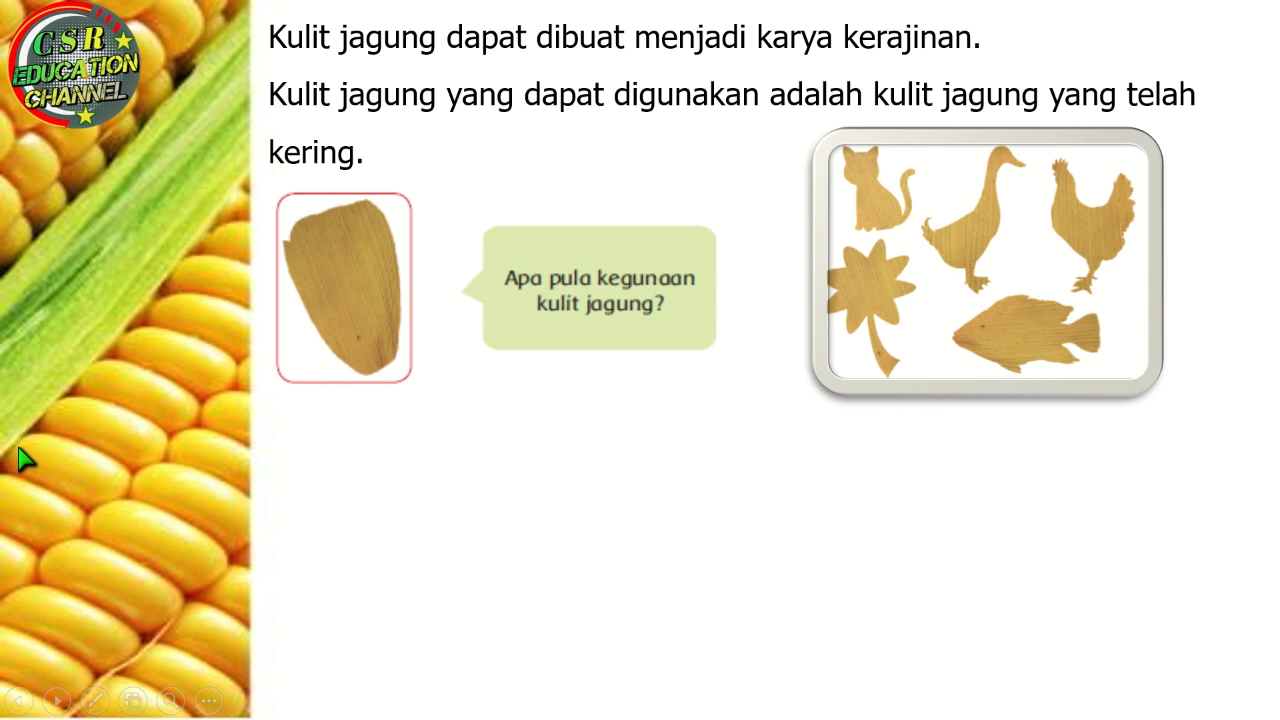 CSR
EDUCATION
CHANNEL
Kulit jagung dapat dibuat menjadi karya kerajinan.
Kulit jagung yang dapat digunakan adalah kulit jagung yang telah
kering.
Apa pula kegunaan
kulit jagung?